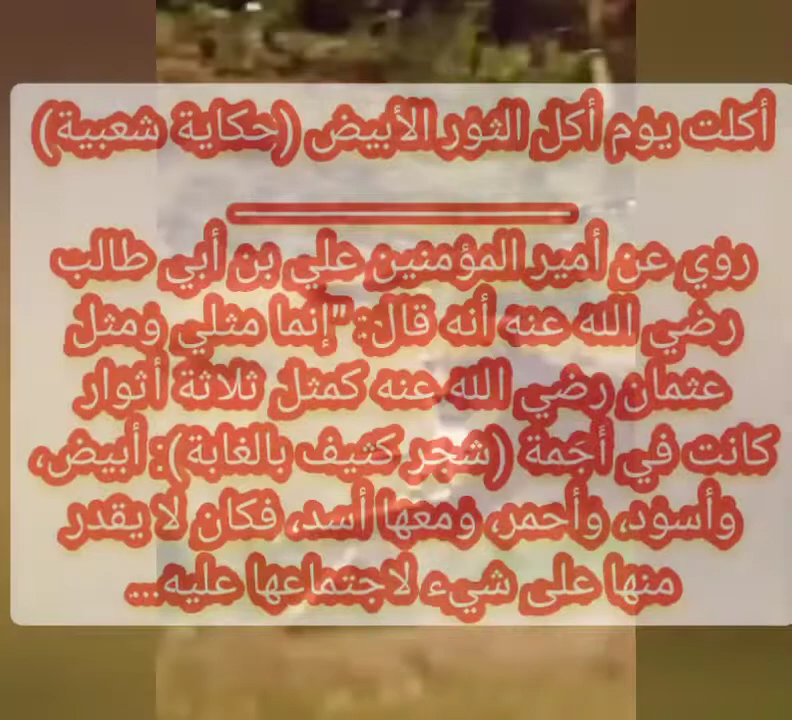 أكلت يوم أكل الثور الأبيض (حكاية شعبية)
روي عن أمير المؤمنين علي بن أبي طالب
رضي الله عنه أنه قال: "إنما مثلي ومثل
عثمان رضي الله عنه كمثل ثلاثة أثوار
كانت في أَجَمة (شجر كثيف بالغابة): أبيض،
وأسود، وأحمر، ومعها أسد، فكان لا يقدر
منها على شيء لاجتماعها عليه...